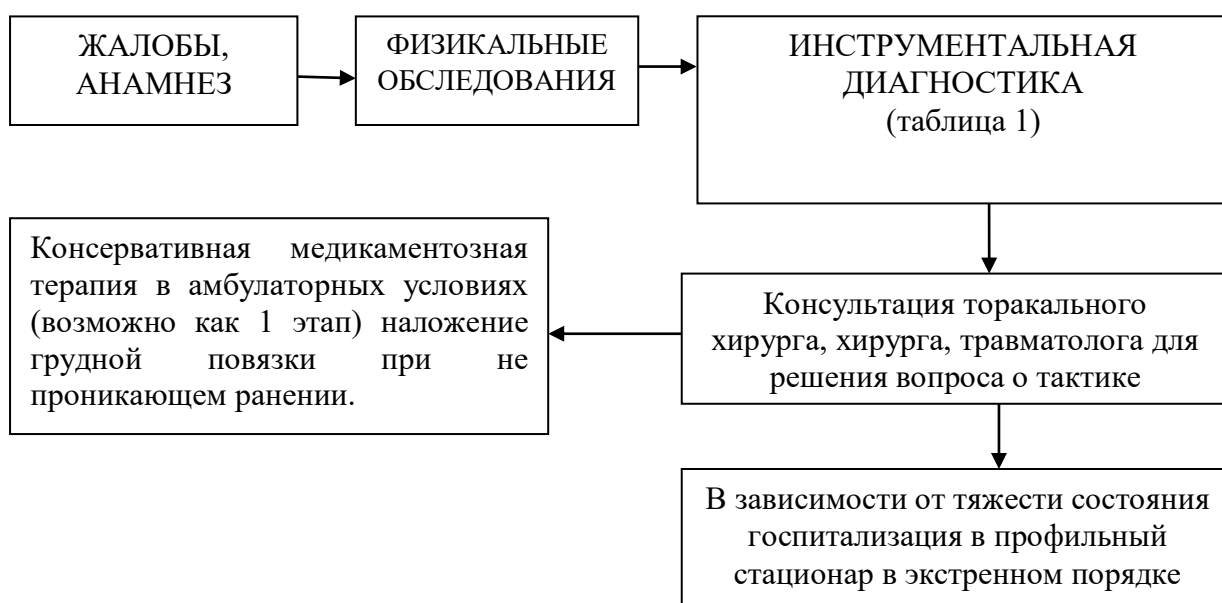 ЖАЛОБЫ,
АНАМНЕЗ
ФИЗИКАЛЬНЫЕ
ОБСЛЕДОВАНИЯ
ИНСТРУМЕНТАЛЬНАЯ
ДИАГНОСТИКА
(таблица 1)
Консервативная медикаментозная
терапия в амбулаторных условиях
(возможно как 1 этап) наложение
грудной повязки при не
проникающем ранении.
Консультация торакального
хирурга, хирурга, травматолога для
решения вопроса о тактике
В зависимости от тяжести состояния
госпитализация в профильный
стационар в экстренном порядке